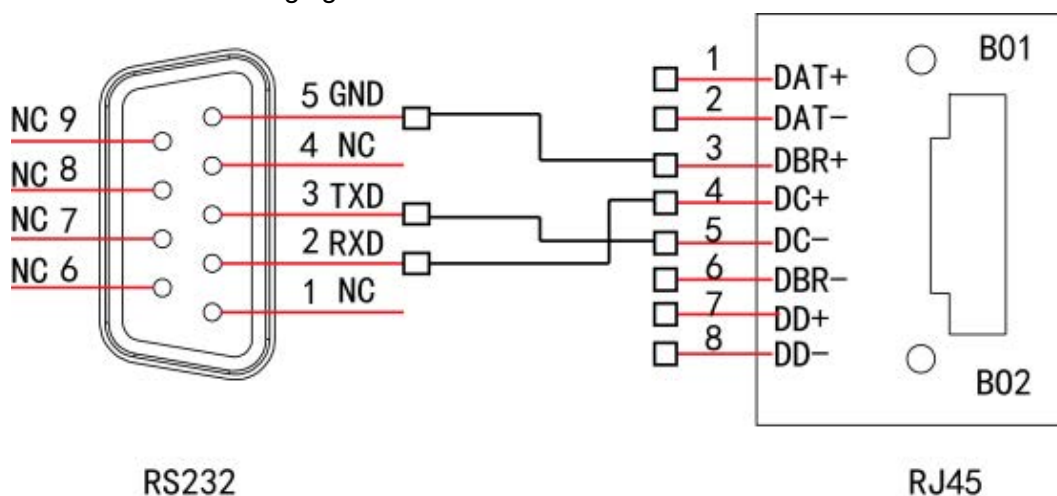 NC 9
NC 8
NC 7
NC 6
5 GND
4 NC
3 TXD
2 RXD
1 NC
RS232
1 DAT+
2 DAT-
3 DBR+
4 DC+
5 DC-
6 DBR-
7 DD+
8 DD-
B01
B02
RJ45